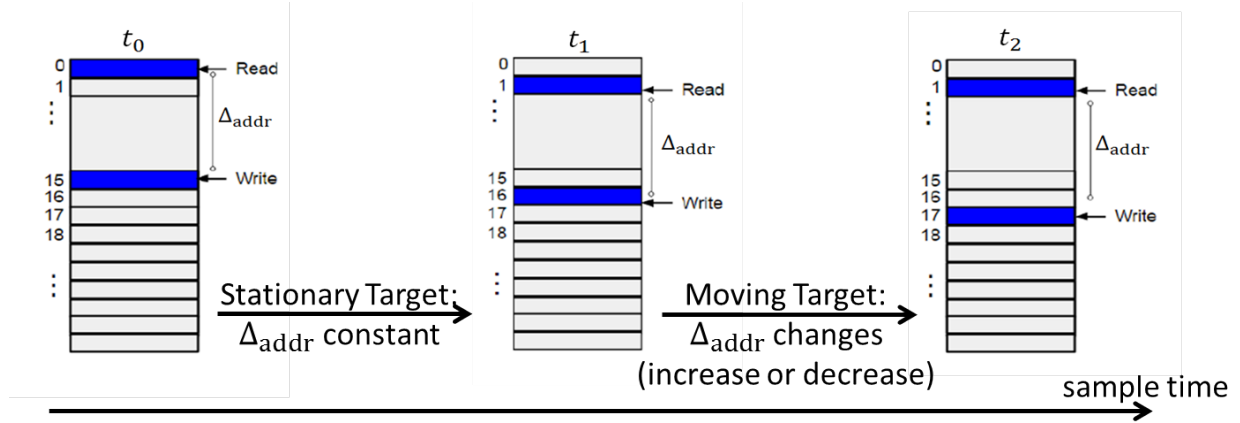 t₀
0
1
⋮
15
16
17
18
⋮
Read
Δaddr
Write
Stationary Target:
Δaddr constant
t₁
0
1
⋮
15
16
17
18
⋮
Read
Δaddr
Write
Moving Target:
Δaddr changes
(increase or decrease)
t₂
0
1
⋮
15
16
17
18
⋮
Read
Δaddr
Write
sample time